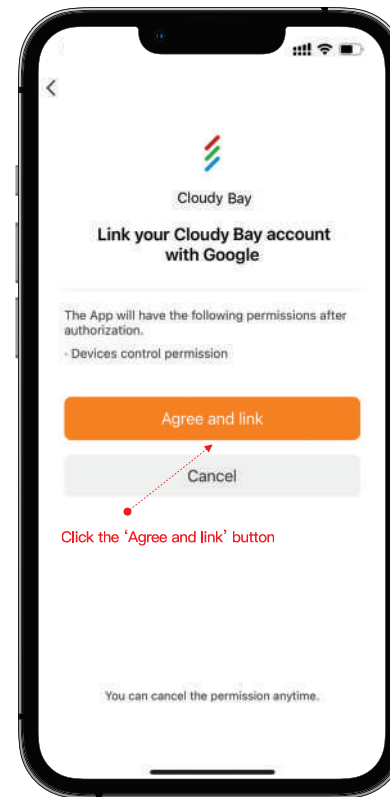 Cloudy Bay
Link your Cloudy Bay account
with Google
The App will have the following permissions after
authorization.
· Devices control permission
Agree and link
Cancel
Click the ‘Agree and link’ button
You can cancel the permission anytime.